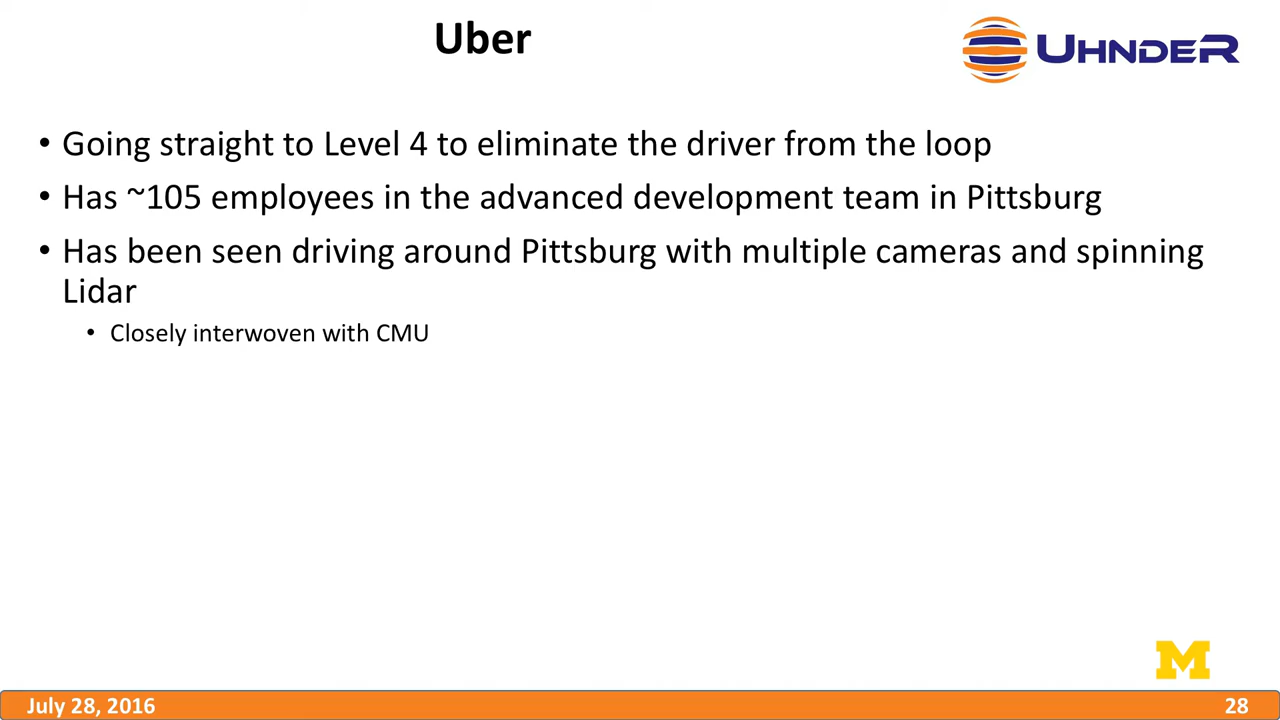 Uber
UHNDER
• Going straight to Level 4 to eliminate the driver from the loop
• Has ~105 employees in the advanced development team in Pittsburg
• Has been seen driving around Pittsburg with multiple cameras and spinning
Lidar
• Closely interwoven with CMU
M
July 28, 2016
28